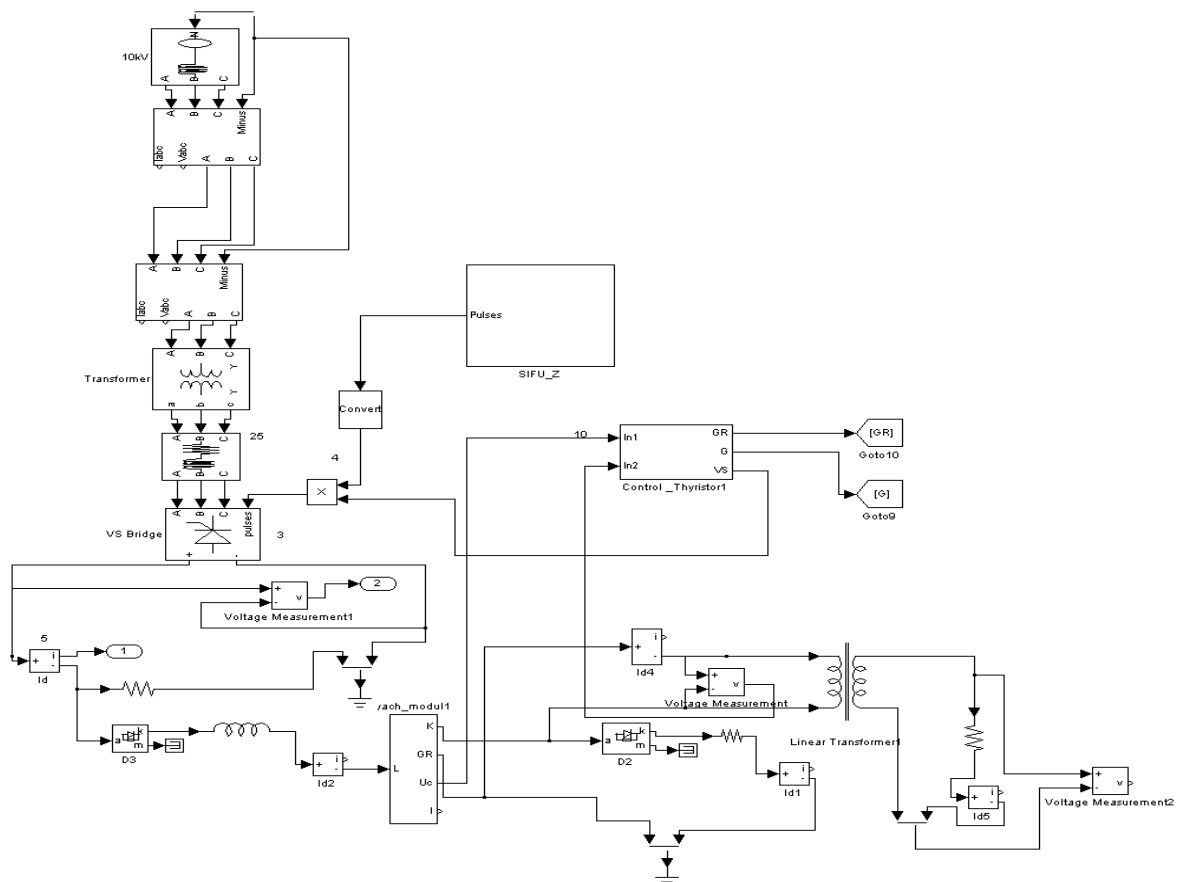 N
10kV
A B C
A B C Minus
Iabc Vabc A B C
A B C Minus
Iabc Vabc A B C
Pulses
SIFU_Z
A B C
Transformer
Y Y
a b c
Convert
A B C
25
A B C
4
×
10
In1 GR
In2 G
VS
Control _Thyristor1
[GR]
Goto10
[G]
Goto9
A B C pulses
VS Bridge
3
+ -
+ v
-
2
Voltage Measurement1
5
+ i
-
Id
1
+ i
-
Id4
+ v
-
Voltage Measurement
/ach_modul1
K
GR
L
Uc
I
a k
m
D3
+ i
-
Id2
a k
m
D2
+ i
-
Id1
Linear Transformer1
+ i
-
Id5
+ v
-
Voltage Measurement2